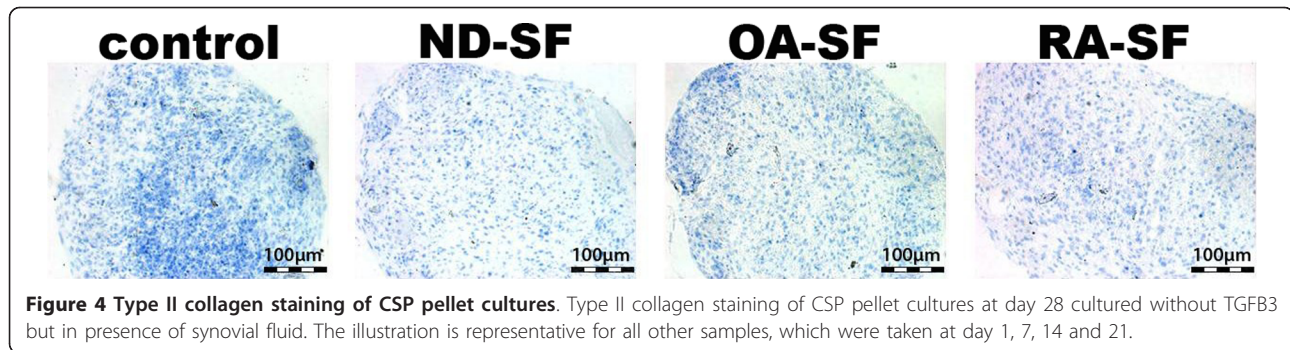 control ND-SF OA-SF RA-SF
100µm 100µm 100µm 100µm
Figure 4 Type II collagen staining of CSP pellet cultures. Type II collagen staining of CSP pellet cultures at day 28 cultured without TGFB3
but in presence of synovial fluid. The illustration is representative for all other samples, which were taken at day 1, 7, 14 and 21.